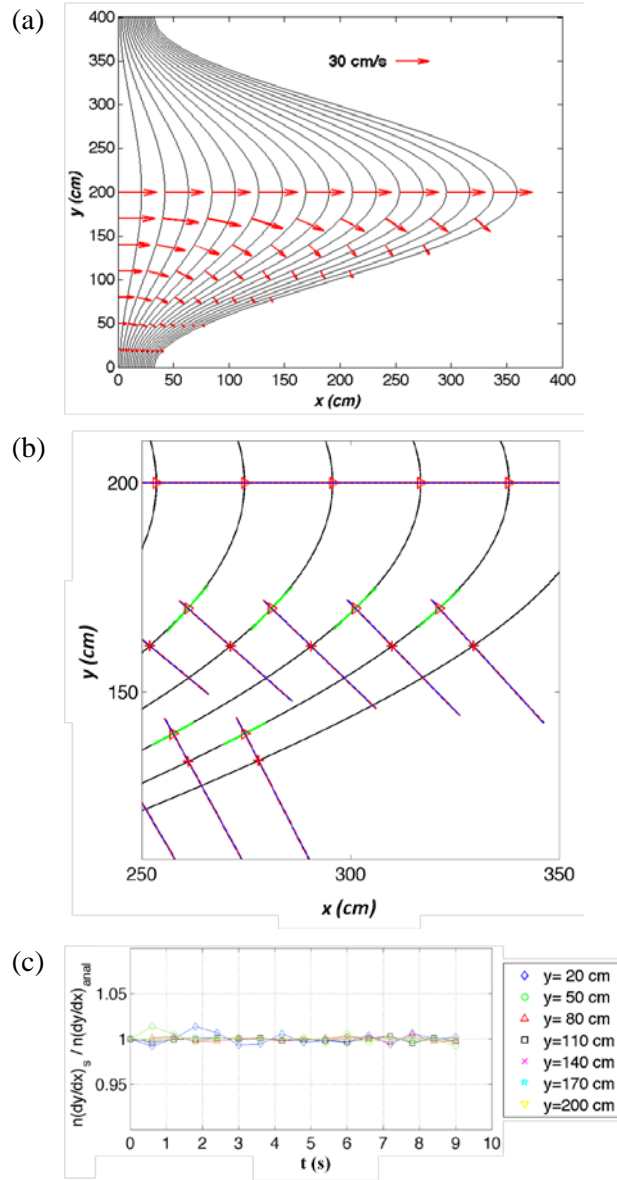 (a)
400
350
300
250
200
150
100
50
0
y (cm)
30 cm/s
0 50 100 150 200 250 300 350 400
x (cm)
(b)
200
150
y (cm)
250 300 350
x (cm)
(c)
1.05
1
0.95
n(dy/dx)s / n(dy/dx)anal
0 1 2 3 4 5 6 7 8 9 10
t (s)
y= 20 cm
y= 50 cm
y= 80 cm
y=110 cm
y=140 cm
y=170 cm
y=200 cm